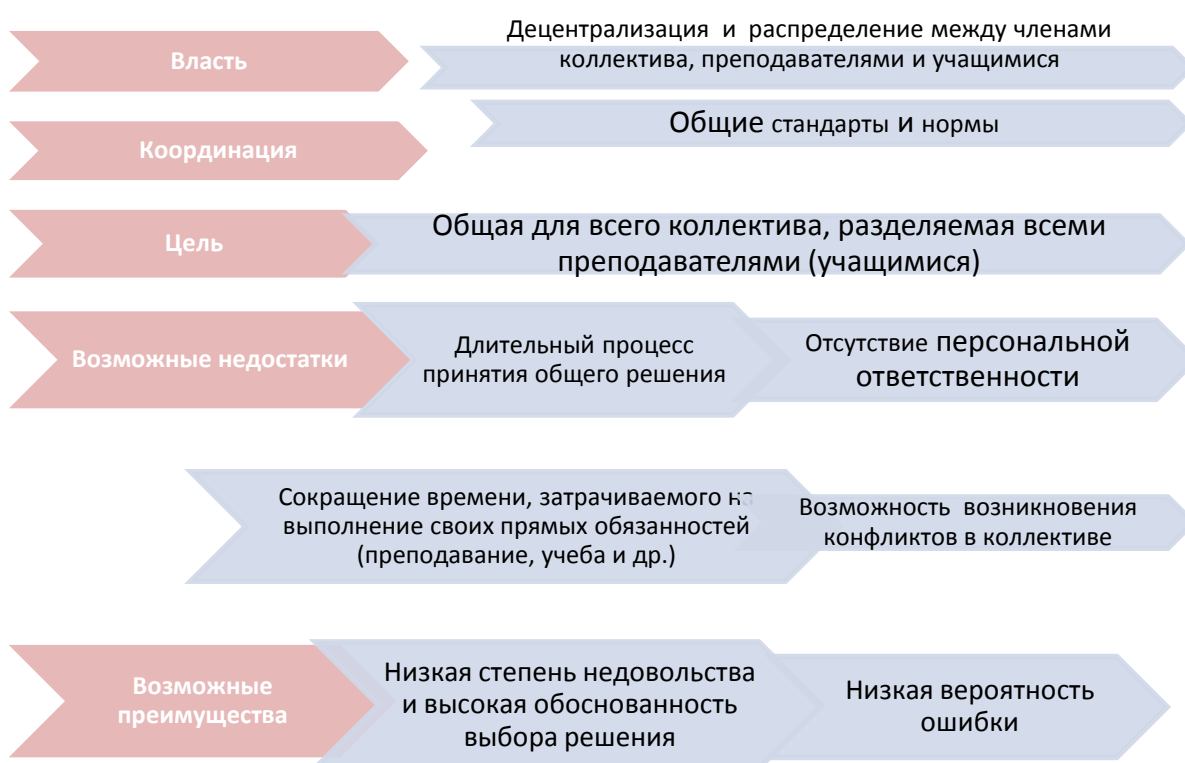 Власть
Децентрализация и распределение между членами
коллектива, преподавателями и учащимися
Координация
Общие стандарты и нормы
Цель
Общая для всего коллектива, разделяемая всеми
преподавателями (учащимися)
Возможные недостатки
Длительный процесс
принятия общего решения
Отсутствие персональной
ответственности
Сокращение времени, затрачиваемого на
выполнение своих прямых обязанностей
(преподавание, учеба и др.)
Возможность возникновения
конфликтов в коллективе
Возможные
преимущества
Низкая степень недовольства
и высокая обоснованность
выбора решения
Низкая вероятность
ошибки